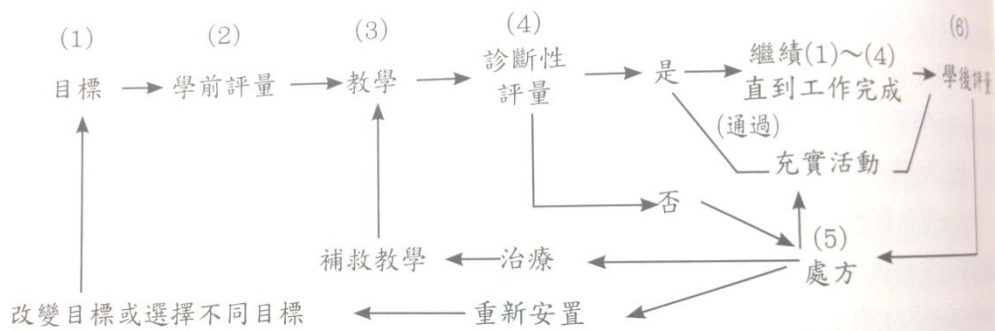 (1)
(2)
(3)
(4)
(6)
目標
學前評量
教學
診斷性
評量
是
繼續(1)～(4)
直到工作完成
學後評量
(通過)
充實活動
否
(5)
處方
補救教學
治療
改變目標或選擇不同目標
重新安置